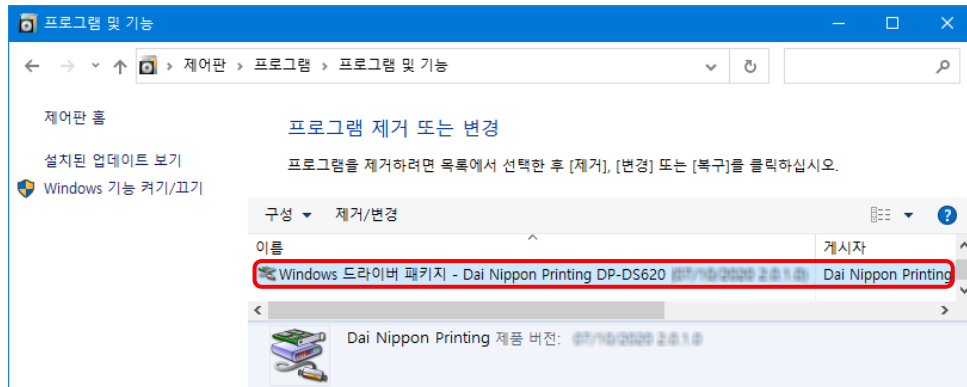 프로그램 및 기능
제어판 › 프로그램 › 프로그램 및 기능
제어판 홈
설치된 업데이트 보기
Windows 기능 켜기/끄기
프로그램 제거 또는 변경
프로그램을 제거하려면 목록에서 선택한 후 [제거], [변경] 또는 [복구]를 클릭하십시오.
구성 제거/변경
이름 게시자
Windows 드라이버 패키지 - Dai Nippon Printing DP-DS620 Dai Nippon Printing
Dai Nippon Printing 제품 버전: